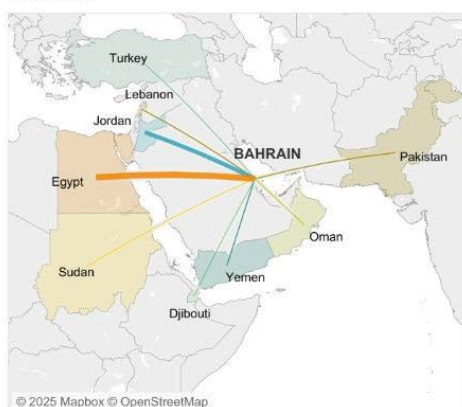 Turkey
Lebanon
Jordan
BAHRAIN
Pakistan
Egypt
Oman
Sudan
Yemen
Djibouti
© 2025 Mapbox © OpenStreetMap